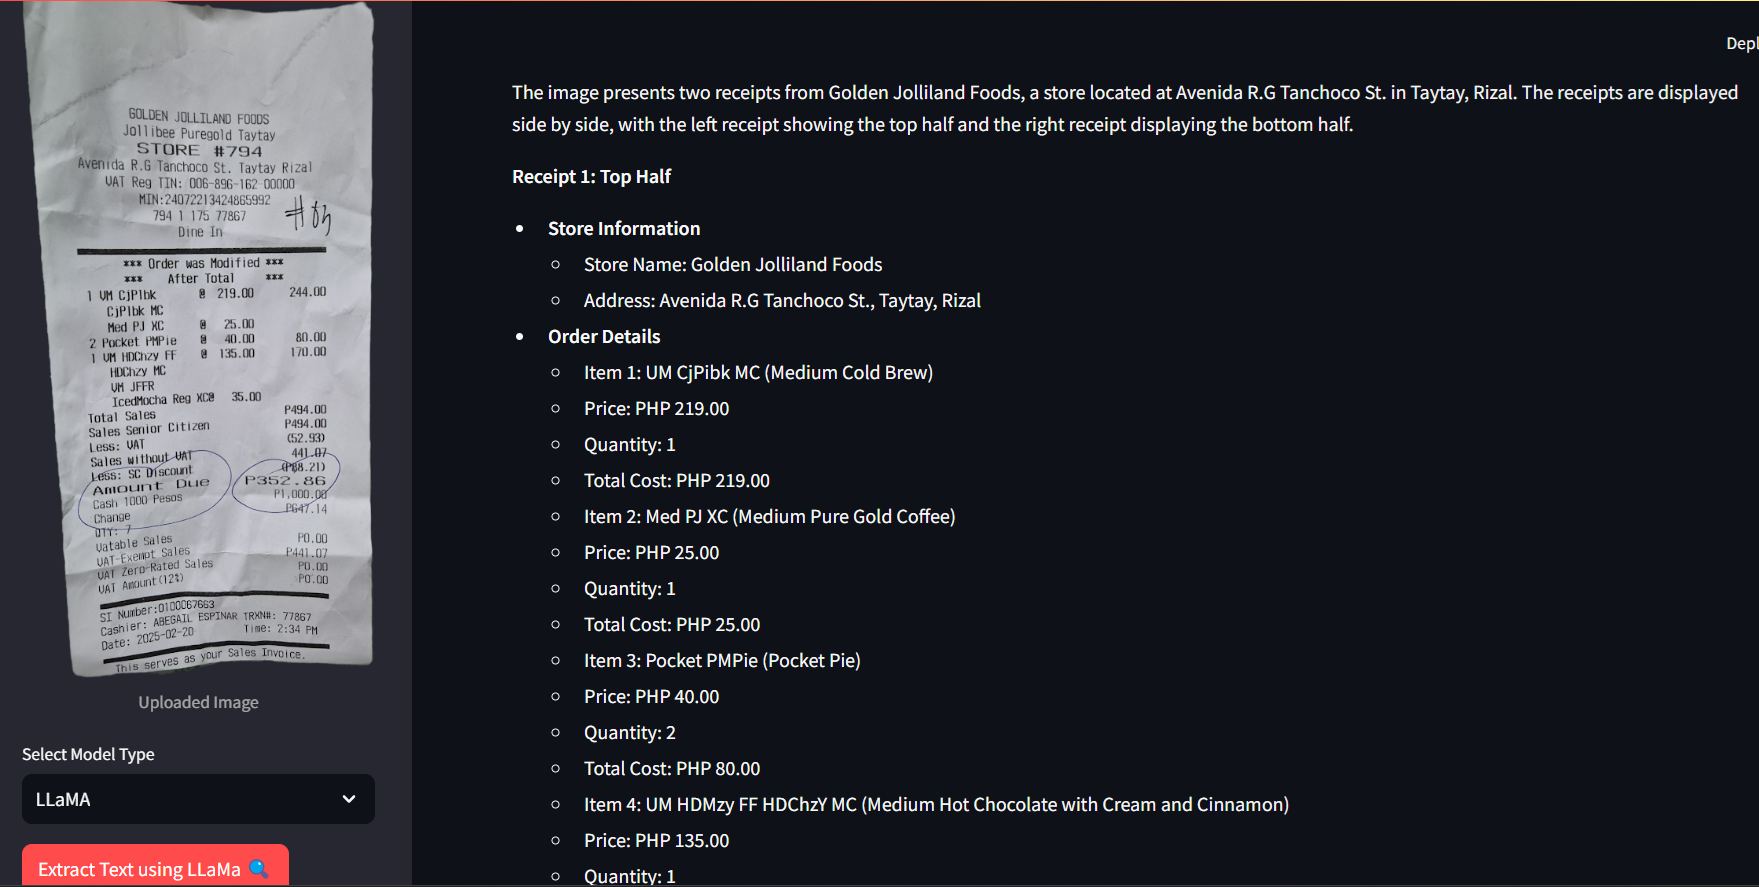 GOLDEN JOLLILAND FOODS
Jollibee Puregold Taytay
STORE #794
Avenida R.G Tanchoco St. Taytay Rizal
VAT Reg TIN: 006-896-162-00000
MIN:24072213424865992
794 1 175 77867
Dine In
*** Order was Modified ***
*** After Total ***
1 VM CjPlbk @ 219.00 244.00
CjPlbk MC
Med PJ XC @ 25.00
2 Pocket PMPie @ 40.00 80.00
1 VM HDChzy FF @ 135.00 170.00
HDChzy MC
VM JFFR
IcedMocha Reg XC@ 35.00
Total Sales P494.00
Sales Senior Citizen P494.00
Less: VAT (52.93)
Sales without VAT 441.07
Less: SC Discount (P88.21)
Amount Due P352.86
Cash 1000 Pesos P1,000.00
Change P647.14
QTY: 7
Vatable Sales P0.00
VAT-Exempt Sales P441.07
VAT Zero-Rated Sales P0.00
VAT Amount(12%) P0.00
SI Number:0100067663
Cashier: ABEGAIL ESPINAR TRXN#: 77867
Date: 2025-02-20 Time: 2:34 PM
This serves as your Sales Invoice.
Uploaded Image
Select Model Type
LLaMA
Extract Text using LLaMa
Depl
The image presents two receipts from Golden Jolliland Foods, a store located at Avenida R.G Tanchoco St. in Taytay, Rizal. The receipts are displayed
side by side, with the left receipt showing the top half and the right receipt displaying the bottom half.
Receipt 1: Top Half
Store Information
Store Name: Golden Jolliland Foods
Address: Avenida R.G Tanchoco St., Taytay, Rizal
Order Details
Item 1: UM CjPibk MC (Medium Cold Brew)
Price: PHP 219.00
Quantity: 1
Total Cost: PHP 219.00
Item 2: Med PJ XC (Medium Pure Gold Coffee)
Price: PHP 25.00
Quantity: 1
Total Cost: PHP 25.00
Item 3: Pocket PMPie (Pocket Pie)
Price: PHP 40.00
Quantity: 2
Total Cost: PHP 80.00
Item 4: UM HDMzy FF HDChzY MC (Medium Hot Chocolate with Cream and Cinnamon)
Price: PHP 135.00
Quantity: 1